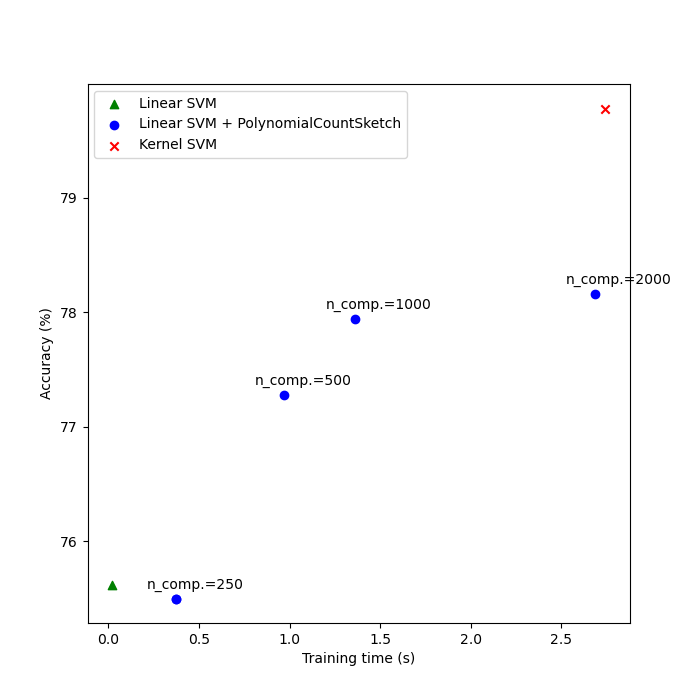 Linear SVM
Linear SVM + PolynomialCountSketch
Kernel SVM
79
78
77
76
Accuracy (%)
n_comp.=2000
n_comp.=1000
n_comp.=500
n_comp.=250
0.0 0.5 1.0 1.5 2.0 2.5
Training time (s)